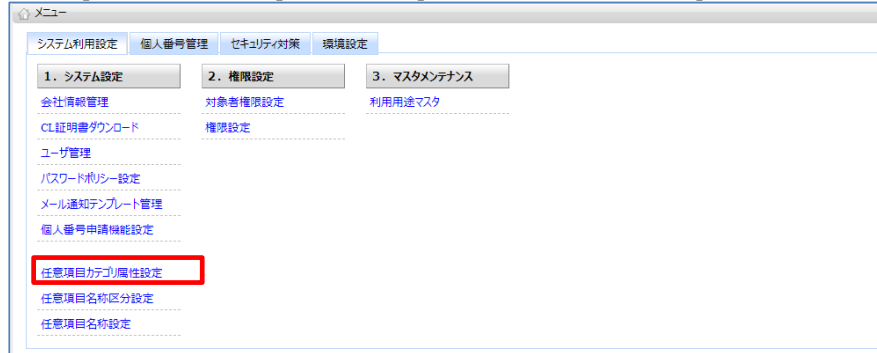 メニュー
システム利用設定 個人番号管理 セキュリティ対策 環境設定
1. システム設定
会社情報管理
CL証明書ダウンロード
ユーザ管理
パスワードポリシー設定
メール通知テンプレート管理
個人番号申請機能設定
任意項目カテゴリ属性設定
任意項目名称区分設定
任意項目名称設定
2. 権限設定
対象者権限設定
権限設定
3. マスタメンテナンス
利用用途マスタ